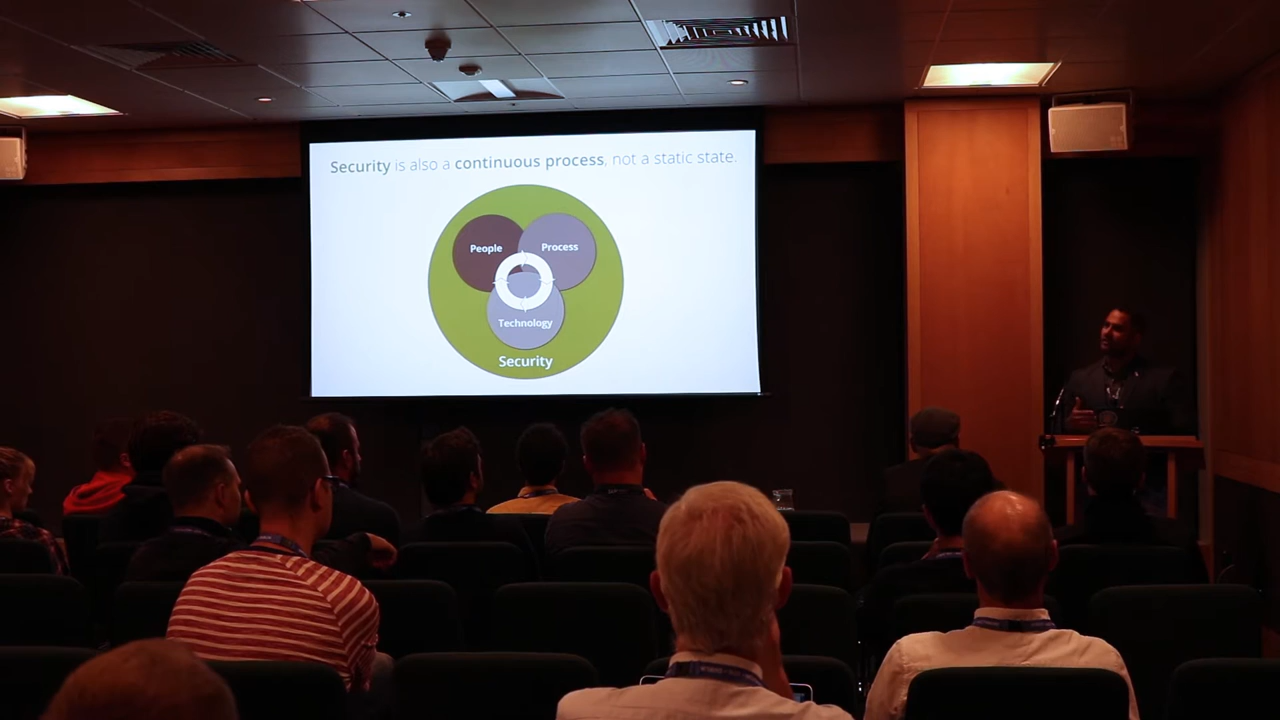 Security is also a continuous process, not a static state.
People
Process
Technology
Security